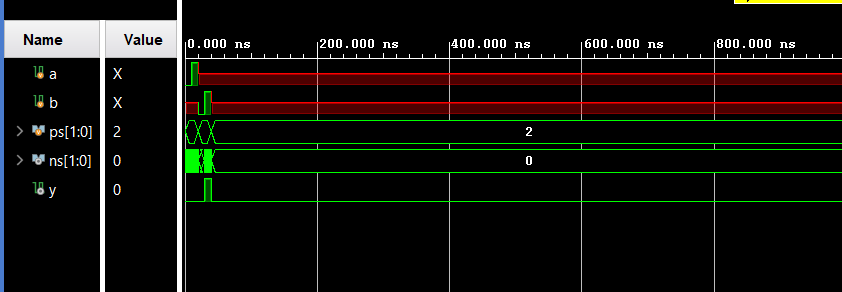 Name Value
0.000 ns 200.000 ns 400.000 ns 600.000 ns 800.000 ns
a X
b X
ps[1:0] 2 2
ns[1:0] 0 0
y 0